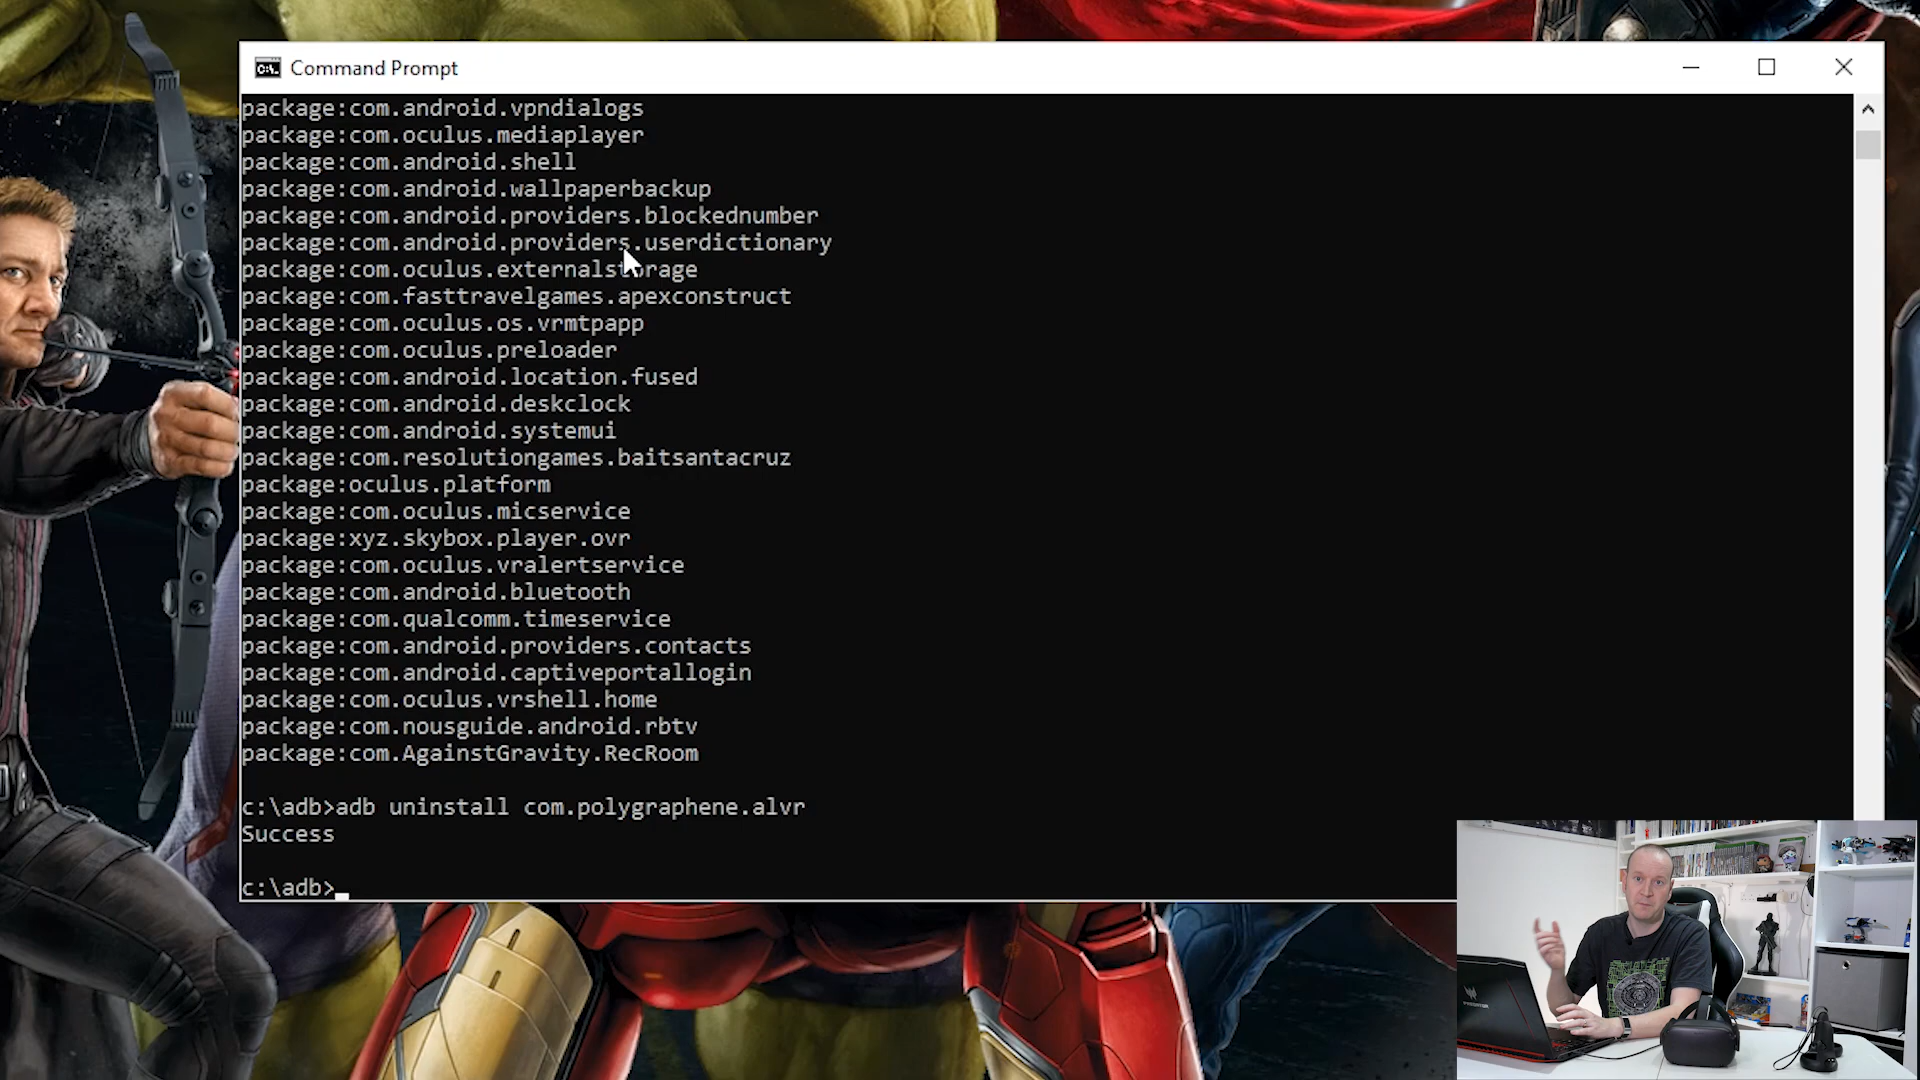 Command Prompt
package:com.android.vpndialogs
package:com.oculus.mediaplayer
package:com.android.shell
package:com.android.wallpaperbackup
package:com.android.providers.blockednumber
package:com.android.providers.userdictionary
package:com.oculus.externalstorage
package:com.fasttravelgames.apexconstruct
package:com.oculus.os.vrmtpapp
package:com.oculus.preloader
package:com.android.location.fused
package:com.android.deskclock
package:com.android.systemui
package:com.resolutiongames.baitsantacruz
package:oculus.platform
package:com.oculus.micservice
package:xyz.skybox.player.ovr
package:com.oculus.vralertservice
package:com.android.bluetooth
package:com.qualcomm.timeservice
package:com.android.providers.contacts
package:com.android.captiveportallogin
package:com.oculus.vrshell.home
package:com.nousguide.android.rbtv
package:com.AgainstGravity.RecRoom
c:\adb>adb uninstall com.polygraphene.alvr
Success
c:\adb>